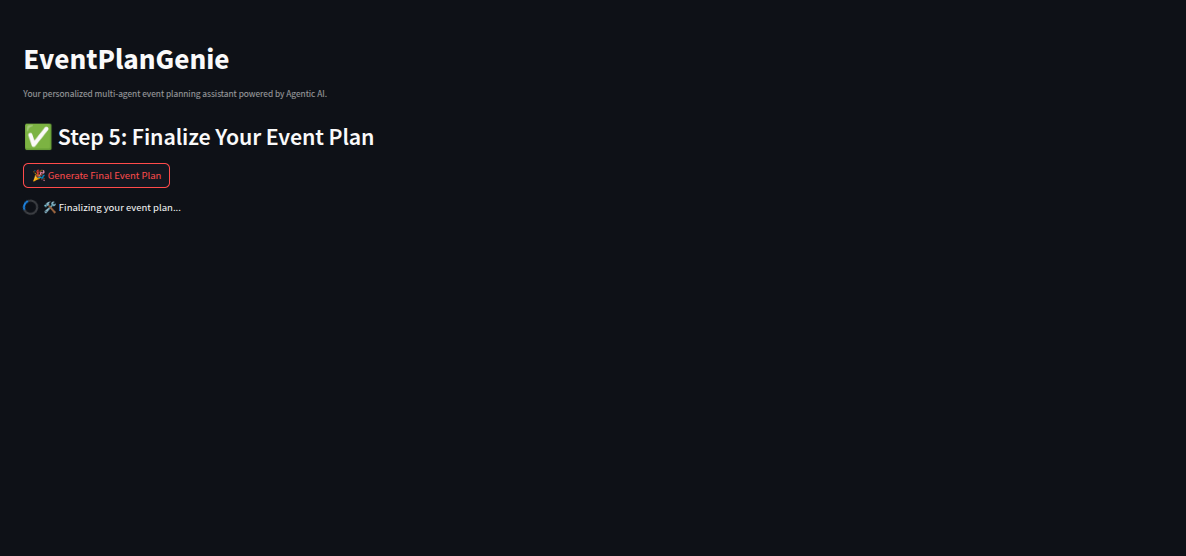 EventPlanGenie
Your personalized multi-agent event planning assistant powered by Agentic AI.
✅ Step 5: Finalize Your Event Plan
🎉 Generate Final Event Plan
🛠️ Finalizing your event plan...